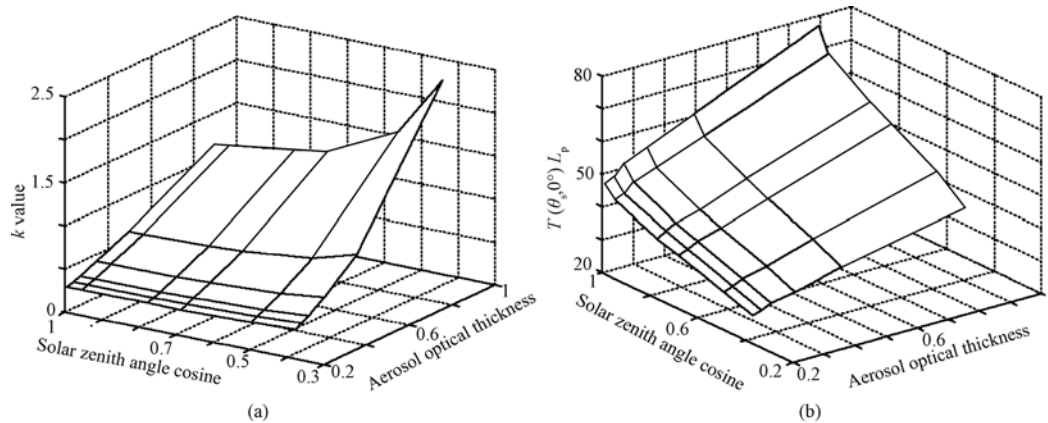 2.5
1.5
0
k value
1
0.7
0.5
0.3
Solar zenith angle cosine
0.2
0.6
1
Aerosol optical thickness
(a)
80
50
20
T (θs,0°) Lp
1
0.6
0.2
Solar zenith angle cosine
0.2
0.6
Aerosol optical thickness
(b)